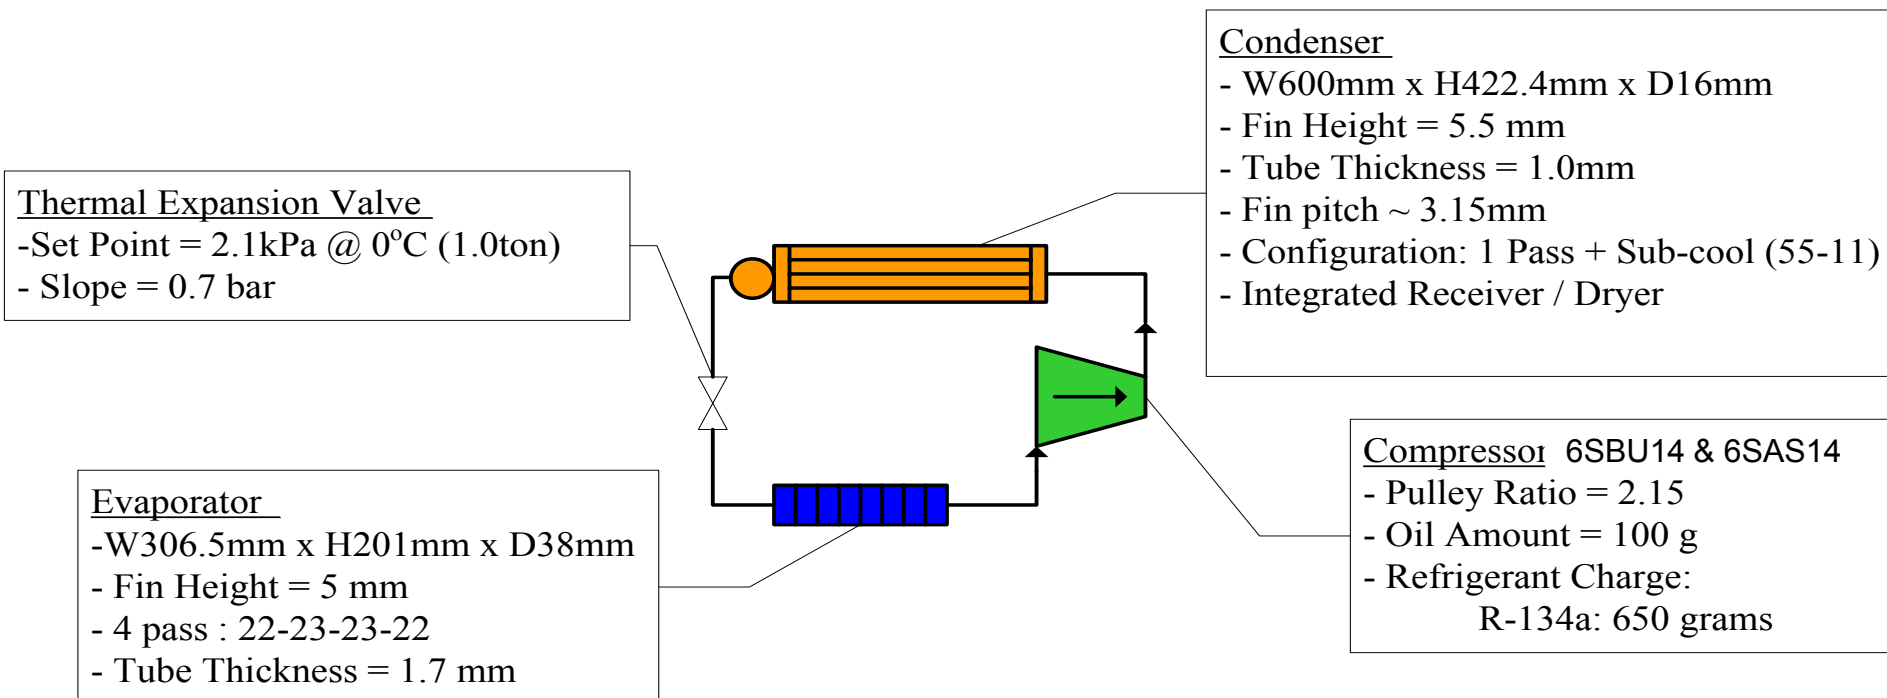 Condenser
- W600mm x H422.4mm x D16mm
- Fin Height = 5.5 mm
- Tube Thickness = 1.0mm
- Fin pitch ~ 3.15mm
- Configuration: 1 Pass + Sub-cool (55-11)
- Integrated Receiver / Dryer
Thermal Expansion Valve
-Set Point = 2.1kPa @ 0°C (1.0ton)
- Slope = 0.7 bar
Compressor 6SBU14 & 6SAS14
- Pulley Ratio = 2.15
- Oil Amount = 100 g
- Refrigerant Charge:
R-134a: 650 grams
Evaporator
-W306.5mm x H201mm x D38mm
- Fin Height = 5 mm
- 4 pass : 22-23-23-22
- Tube Thickness = 1.7 mm